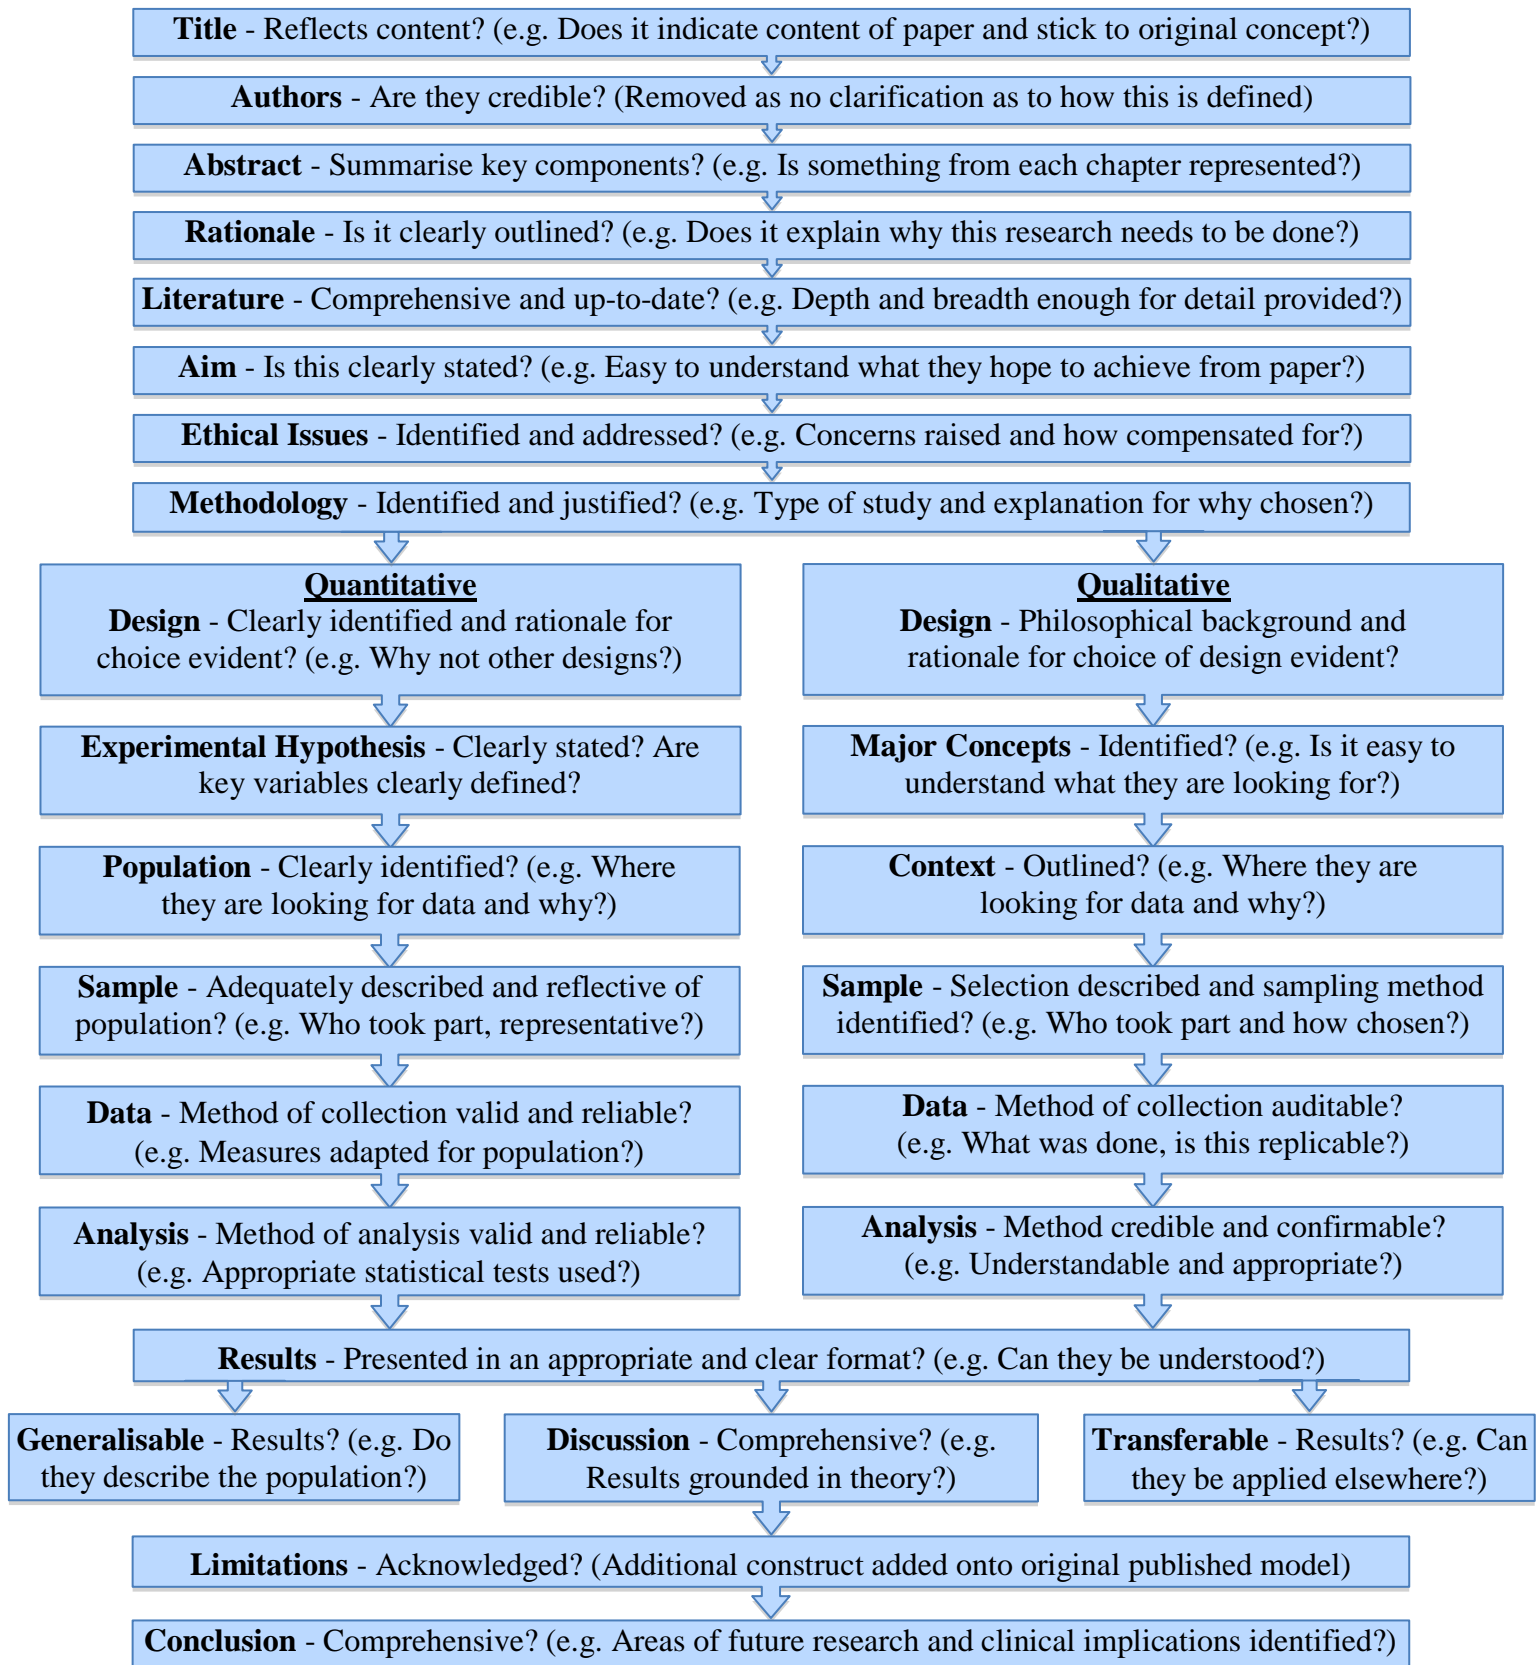 Title - Reflects content? (e.g. Does it indicate content of paper and stick to original concept?)
Authors - Are they credible? (Removed as no clarification as to how this is defined)
Abstract - Summarise key components? (e.g. Is something from each chapter represented?)
Rationale - Is it clearly outlined? (e.g. Does it explain why this research needs to be done?)
Literature - Comprehensive and up-to-date? (e.g. Depth and breadth enough for detail provided?)
Aim - Is this clearly stated? (e.g. Easy to understand what they hope to achieve from paper?)
Ethical Issues - Identified and addressed? (e.g. Concerns raised and how compensated for?)
Methodology - Identified and justified? (e.g. Type of study and explanation for why chosen?)
Quantitative
Design - Clearly identified and rationale for
choice evident? (e.g. Why not other designs?)
Experimental Hypothesis - Clearly stated? Are
key variables clearly defined?
Population - Clearly identified? (e.g. Where
they are looking for data and why?)
Sample - Adequately described and reflective of
population? (e.g. Who took part, representative?)
Data - Method of collection valid and reliable?
(e.g. Measures adapted for population?)
Analysis - Method of analysis valid and reliable?
(e.g. Appropriate statistical tests used?)
Qualitative
Design - Philosophical background and
rationale for choice of design evident?
Major Concepts - Identified? (e.g. Is it easy to
understand what they are looking for?)
Context - Outlined? (e.g. Where they are
looking for data and why?)
Sample - Selection described and sampling method
identified? (e.g. Who took part and how chosen?)
Data - Method of collection auditable?
(e.g. What was done, is this replicable?)
Analysis - Method credible and confirmable?
(e.g. Understandable and appropriate?)
Results - Presented in an appropriate and clear format? (e.g. Can they be understood?)
Generalisable - Results? (e.g. Do
they describe the population?)
Discussion - Comprehensive? (e.g.
Results grounded in theory?)
Transferable - Results? (e.g. Can
they be applied elsewhere?)
Limitations - Acknowledged? (Additional construct added onto original published model)
Conclusion - Comprehensive? (e.g. Areas of future research and clinical implications identified?)